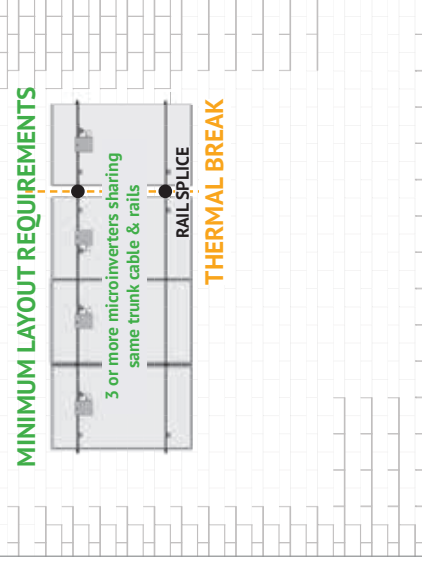 MINIMUM LAYOUT REQUIREMENTS
3 or more microinverters sharing
same trunk cable & rails
RAIL SPLICE
THERMAL BREAK